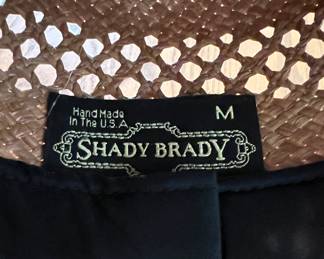 Hand Made
In The U.S.A
M
SHADY BRADY